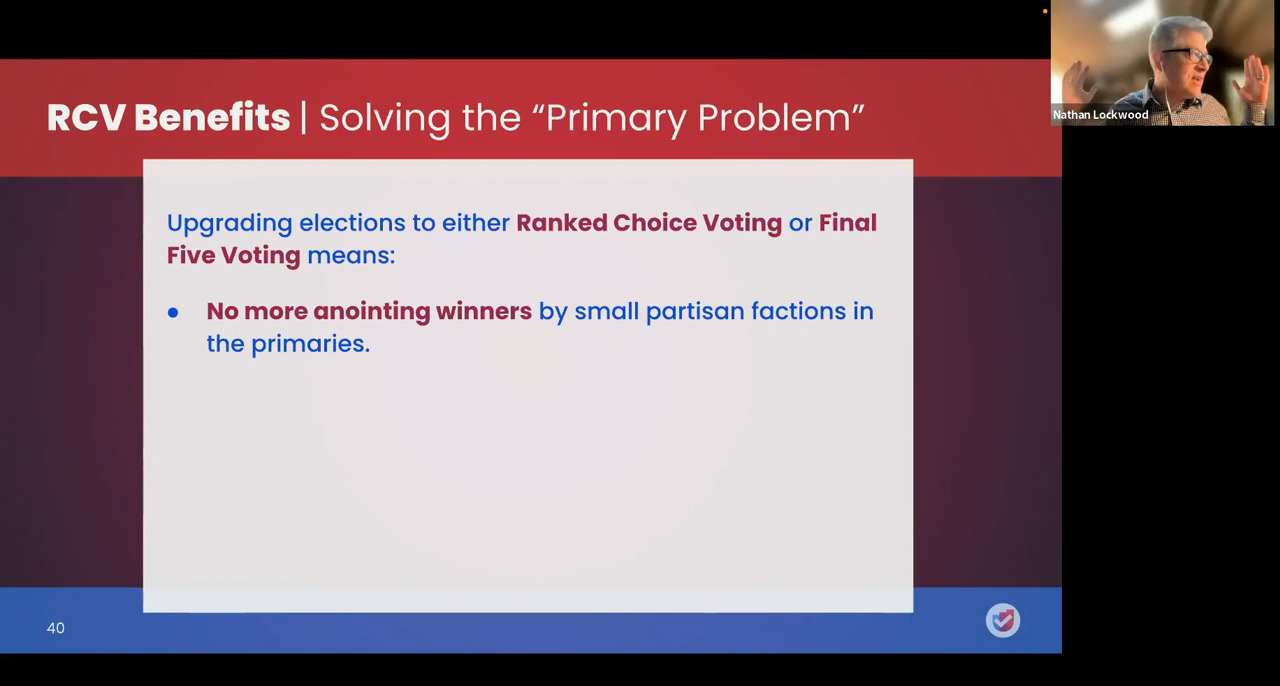 RCV Benefits | Solving the “Primary Problem”
Nathan Lockwood
Upgrading elections to either Ranked Choice Voting or Final
Five Voting means:
● No more anointing winners by small partisan factions in
the primaries.
40